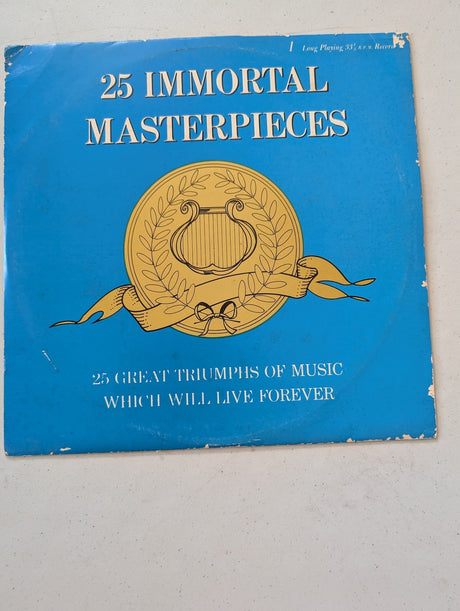 1 Long Playing 33⅓ R.P.M. Record
25 IMMORTAL
MASTERPIECES
25 GREAT TRIUMPHS OF MUSIC
WHICH WILL LIVE FOREVER